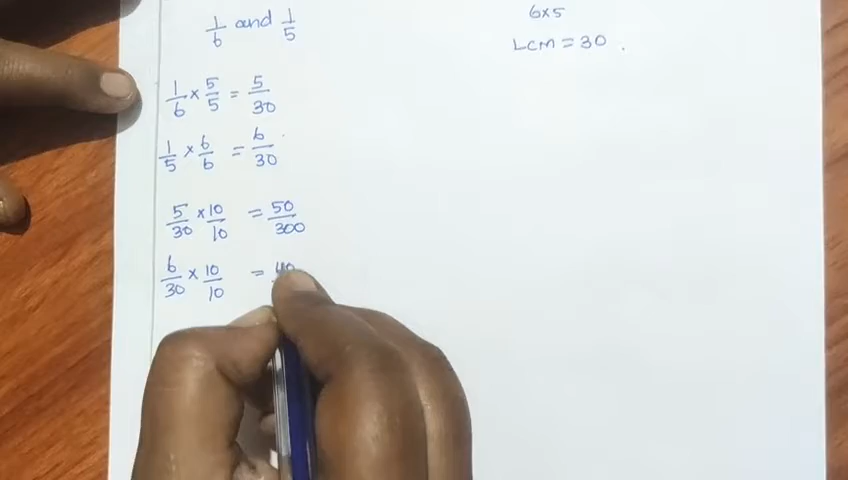 1/6 and 1/5
6x5
LCM = 30 .
1/6 × 5/5 = 5/30
1/5 × 6/6 = 6/30
5/30 × 10/10 = 50/300
6/30 × 10/10 =